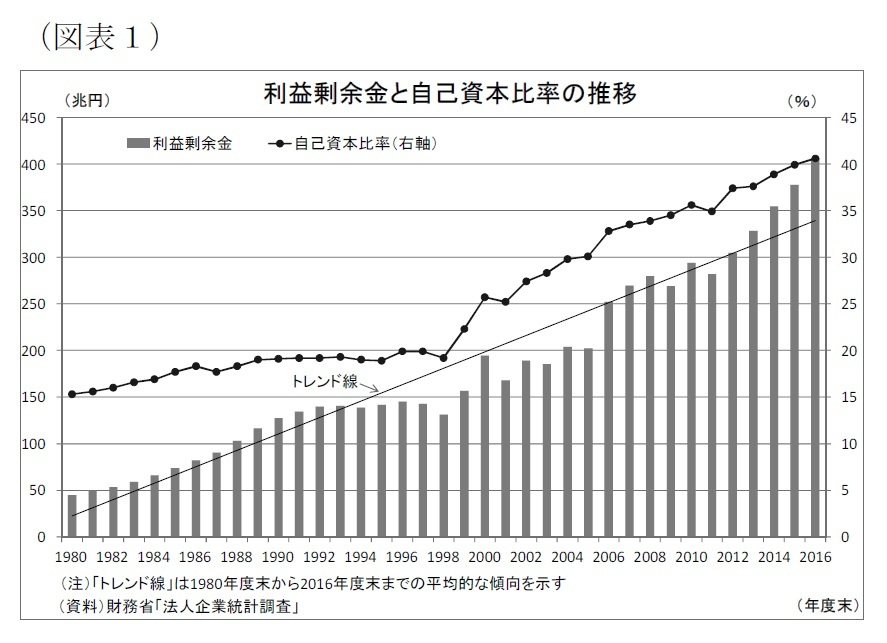 （図表１）
利益剰余金と自己資本比率の推移
（兆円）
（％）
利益剰余金
自己資本比率（右軸）
450
400
350
300
250
200
150
100
50
0
45
40
35
30
25
20
15
10
5
0
トレンド線
1980 1982 1984 1986 1988 1990 1992 1994 1996 1998 2000 2002 2004 2006 2008 2010 2012 2014 2016
（注）「トレンド線」は1980年度末から2016年度末までの平均的な傾向を示す
（資料）財務省「法人企業統計調査」
（年度末）